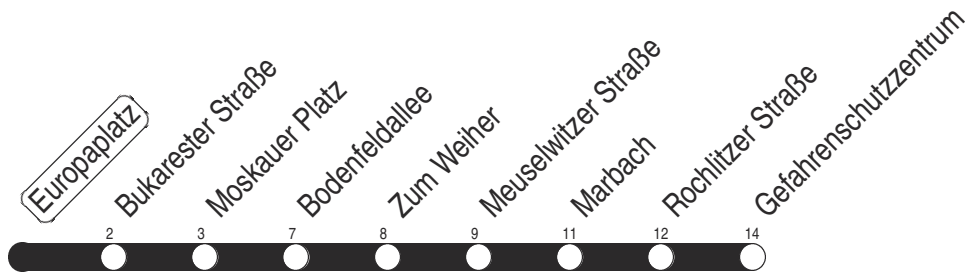 Europaplatz
Bukarester Straße
Moskauer Platz
Bodenfeldallee
Zum Weiher
Meuselwitzer Straße
Marbach
Rochlitzer Straße
Gefahrenschutzzentrum
2 3 7 8 9 11 12 14